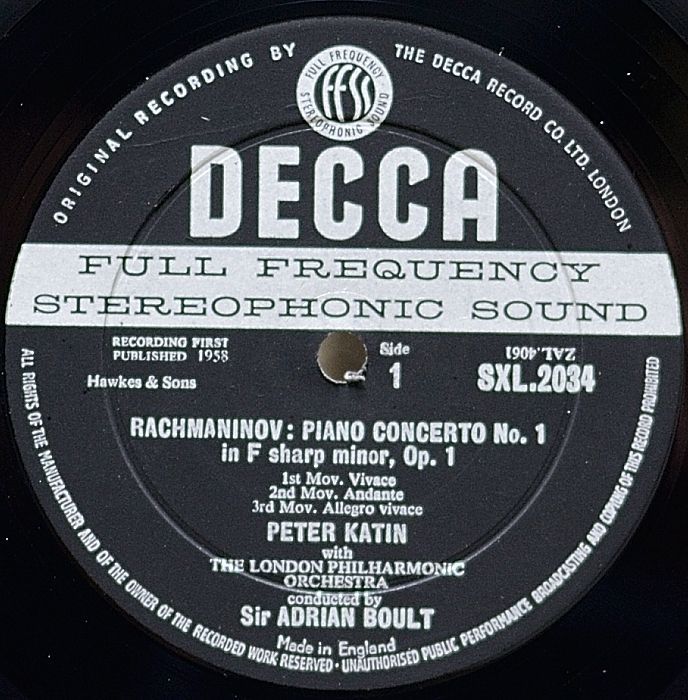 ORIGINAL RECORDING BY
THE DECCA RECORD CO. LTD. LONDON
FULL FREQUENCY
FFSS
STEREOPHONIC SOUND
DECCA
FULL FREQUENCY
STEREOPHONIC SOUND
RECORDING FIRST
PUBLISHED 1958
Hawkes & Sons
Side
1
ZAL.4061
SXL.2034
RACHMANINOV: PIANO CONCERTO No. 1
in F sharp minor, Op. 1
1st Mov. Vivace
2nd Mov. Andante
3rd Mov. Allegro vivace
PETER KATIN
with
THE LONDON PHILHARMONIC
ORCHESTRA
conducted by
Sir ADRIAN BOULT
Made in England
ALL RIGHTS OF THE MANUFACTURER AND OF THE OWNER OF THE RECORDED WORK RESERVED · UNAUTHORISED PUBLIC PERFORMANCE BROADCASTING AND COPYING OF THIS RECORD PROHIBITED